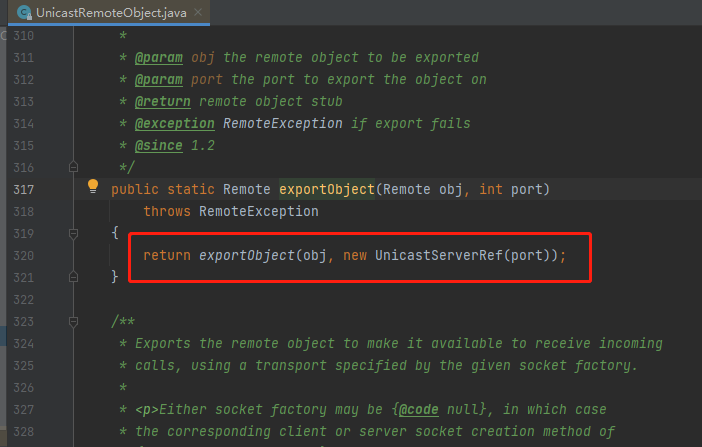 UnicastRemoteObject.java
310 *
311 * @param obj the remote object to be exported
312 * @param port the port to export the object on
313 * @return remote object stub
314 * @exception RemoteException if export fails
315 * @since 1.2
316 */
317 public static Remote exportObject(Remote obj, int port)
318 throws RemoteException
319 {
320 return exportObject(obj, new UnicastServerRef(port));
321 }
322
323 /**
324 * Exports the remote object to make it available to receive incoming
325 * calls, using a transport specified by the given socket factory.
326 *
327 * <p>Either socket factory may be {@code null}, in which case
328 * the corresponding client or server socket creation method of